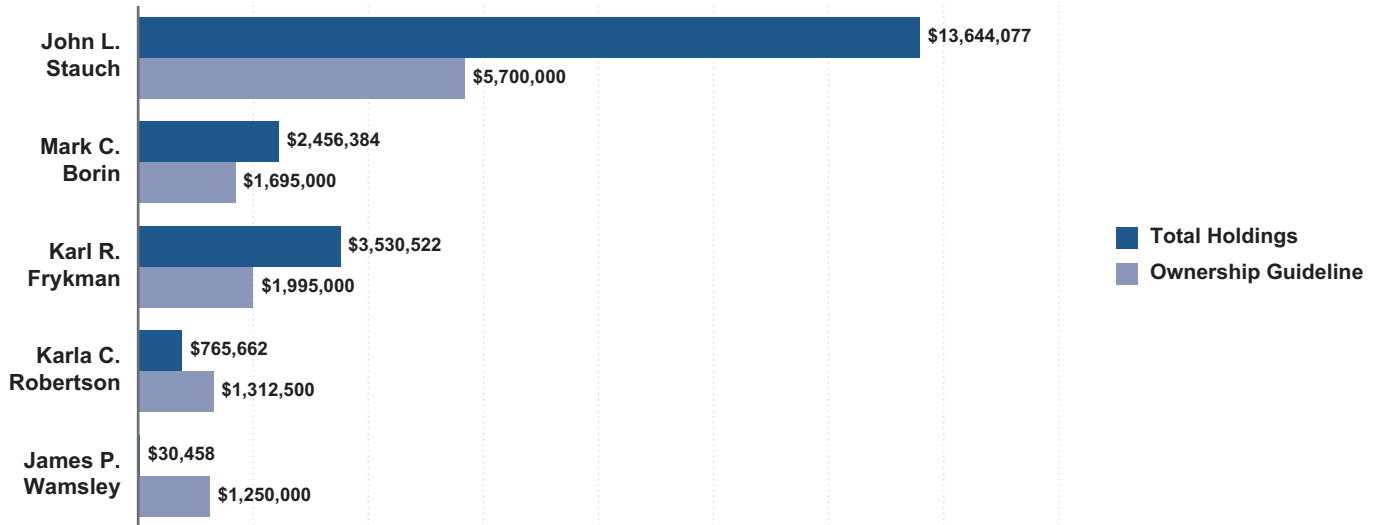 John L.
Stauch
$13,644,077
$5,700,000
Mark C.
Borin
$2,456,384
$1,695,000
Karl R.
Frykman
$3,530,522
$1,995,000
Karla C.
Robertson
$765,662
$1,312,500
James P.
Wamsley
$30,458
$1,250,000
Total Holdings
Ownership Guideline